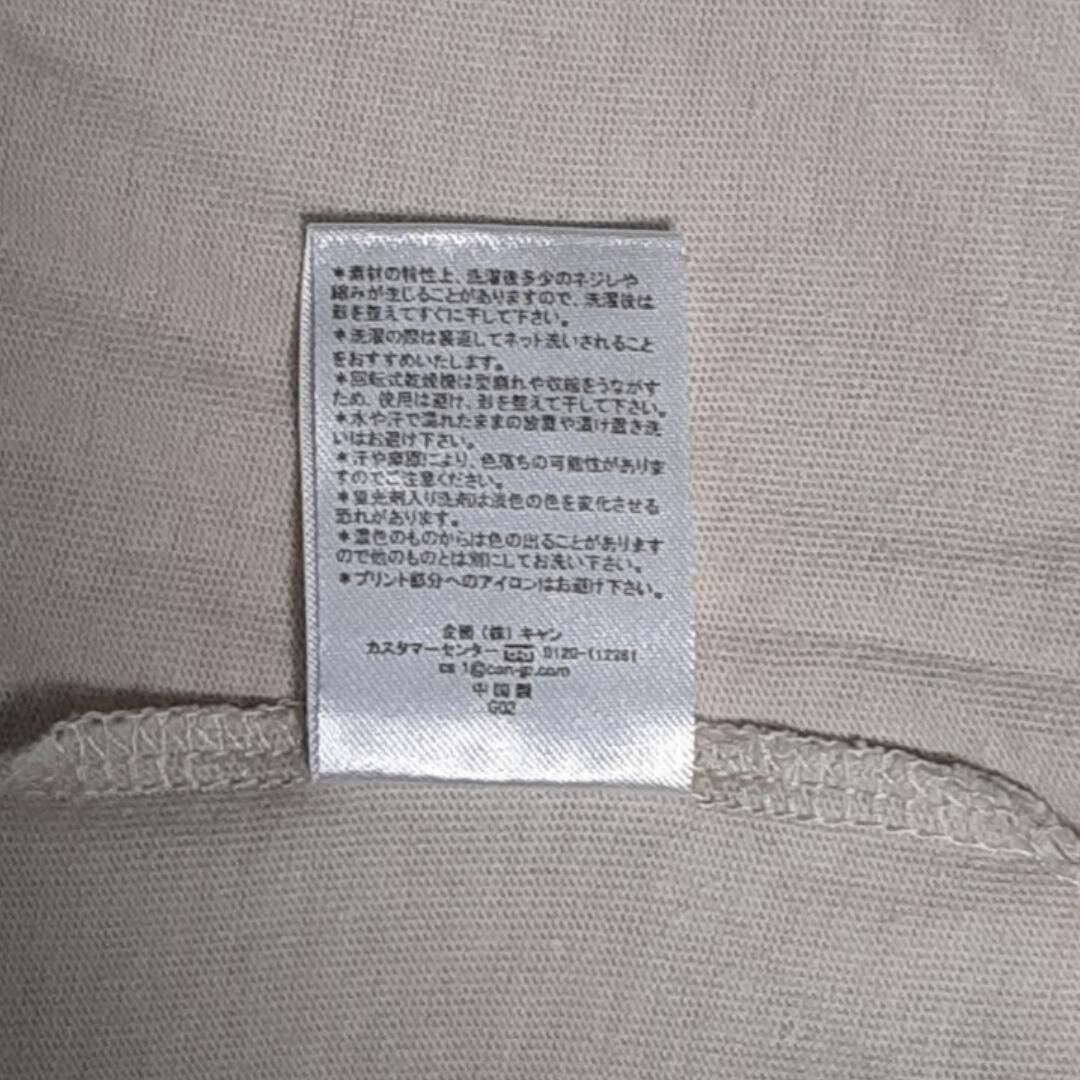 *素材の特性上、洗濯後多少のネジレや
縮みが生じることがありますので、洗濯後は
形を整えてすぐに干して下さい。
*洗濯の際は裏返してネット洗いされること
をおすすめいたします。
*回転式乾燥機は型崩れや収縮をうながす
ため、使用は避け、形を整えて干して下さい。
*水や汗で濡れたままの放置や漬け置き洗
いはお避け下さい。
*汗や摩擦により、色落ちの可能性がありま
すのでご注意ください。
*蛍光剤入り洗剤は淡色の色を変化させる
恐れがあります。
*濃色のものからは色の出ることがあります
ので他のものとは別にしてお洗い下さい。
*プリント部分へのアイロンはお避け下さい。
企画(株)キャン
カスタマーセンター 0120-112961
cs1@can-jp.com
中国製
G02